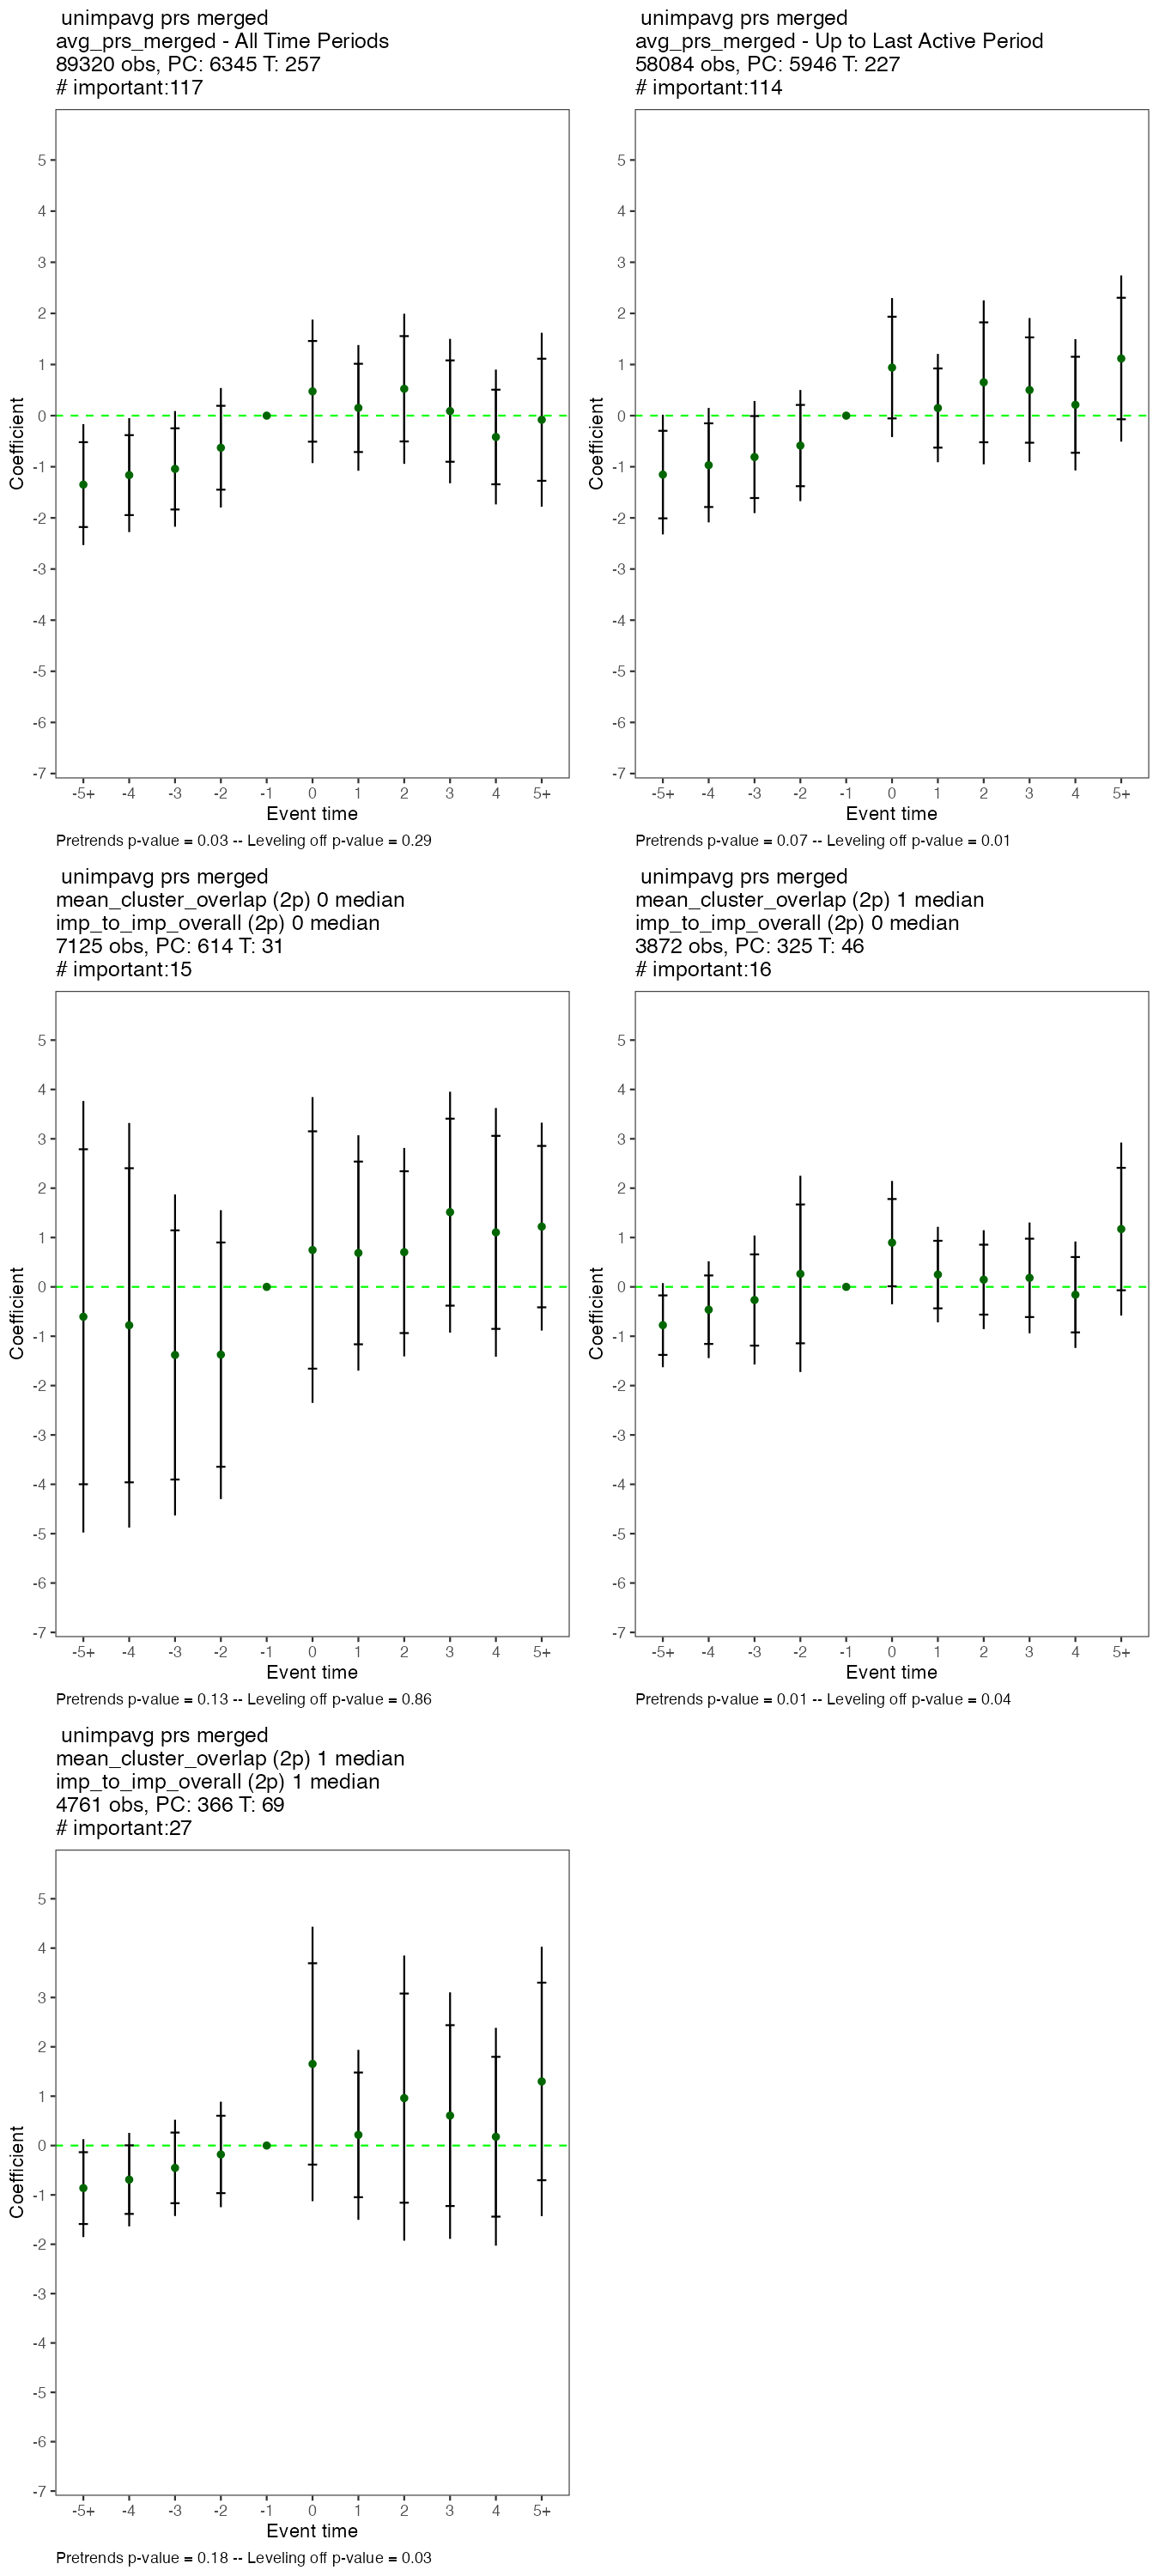 unimpavg prs merged
avg_prs_merged - All Time Periods
89320 obs, PC: 6345 T: 257
# important:117
Coefficient
5
4
3
2
1
0
-1
-2
-3
-4
-5
-6
-7
-5+ -4 -3 -2 -1 0 1 2 3 4 5+
Event time
Pretrends p-value = 0.03 -- Leveling off p-value = 0.29
unimpavg prs merged
avg_prs_merged - Up to Last Active Period
58084 obs, PC: 5946 T: 227
# important:114
Coefficient
5
4
3
2
1
0
-1
-2
-3
-4
-5
-6
-7
-5+ -4 -3 -2 -1 0 1 2 3 4 5+
Event time
Pretrends p-value = 0.07 -- Leveling off p-value = 0.01
unimpavg prs merged
mean_cluster_overlap (2p) 0 median
imp_to_imp_overall (2p) 0 median
7125 obs, PC: 614 T: 31
# important:15
Coefficient
5
4
3
2
1
0
-1
-2
-3
-4
-5
-6
-7
-5+ -4 -3 -2 -1 0 1 2 3 4 5+
Event time
Pretrends p-value = 0.13 -- Leveling off p-value = 0.86
unimpavg prs merged
mean_cluster_overlap (2p) 1 median
imp_to_imp_overall (2p) 0 median
3872 obs, PC: 325 T: 46
# important:16
Coefficient
5
4
3
2
1
0
-1
-2
-3
-4
-5
-6
-7
-5+ -4 -3 -2 -1 0 1 2 3 4 5+
Event time
Pretrends p-value = 0.01 -- Leveling off p-value = 0.04
unimpavg prs merged
mean_cluster_overlap (2p) 1 median
imp_to_imp_overall (2p) 1 median
4761 obs, PC: 366 T: 69
# important:27
Coefficient
5
4
3
2
1
0
-1
-2
-3
-4
-5
-6
-7
-5+ -4 -3 -2 -1 0 1 2 3 4 5+
Event time
Pretrends p-value = 0.18 -- Leveling off p-value = 0.03